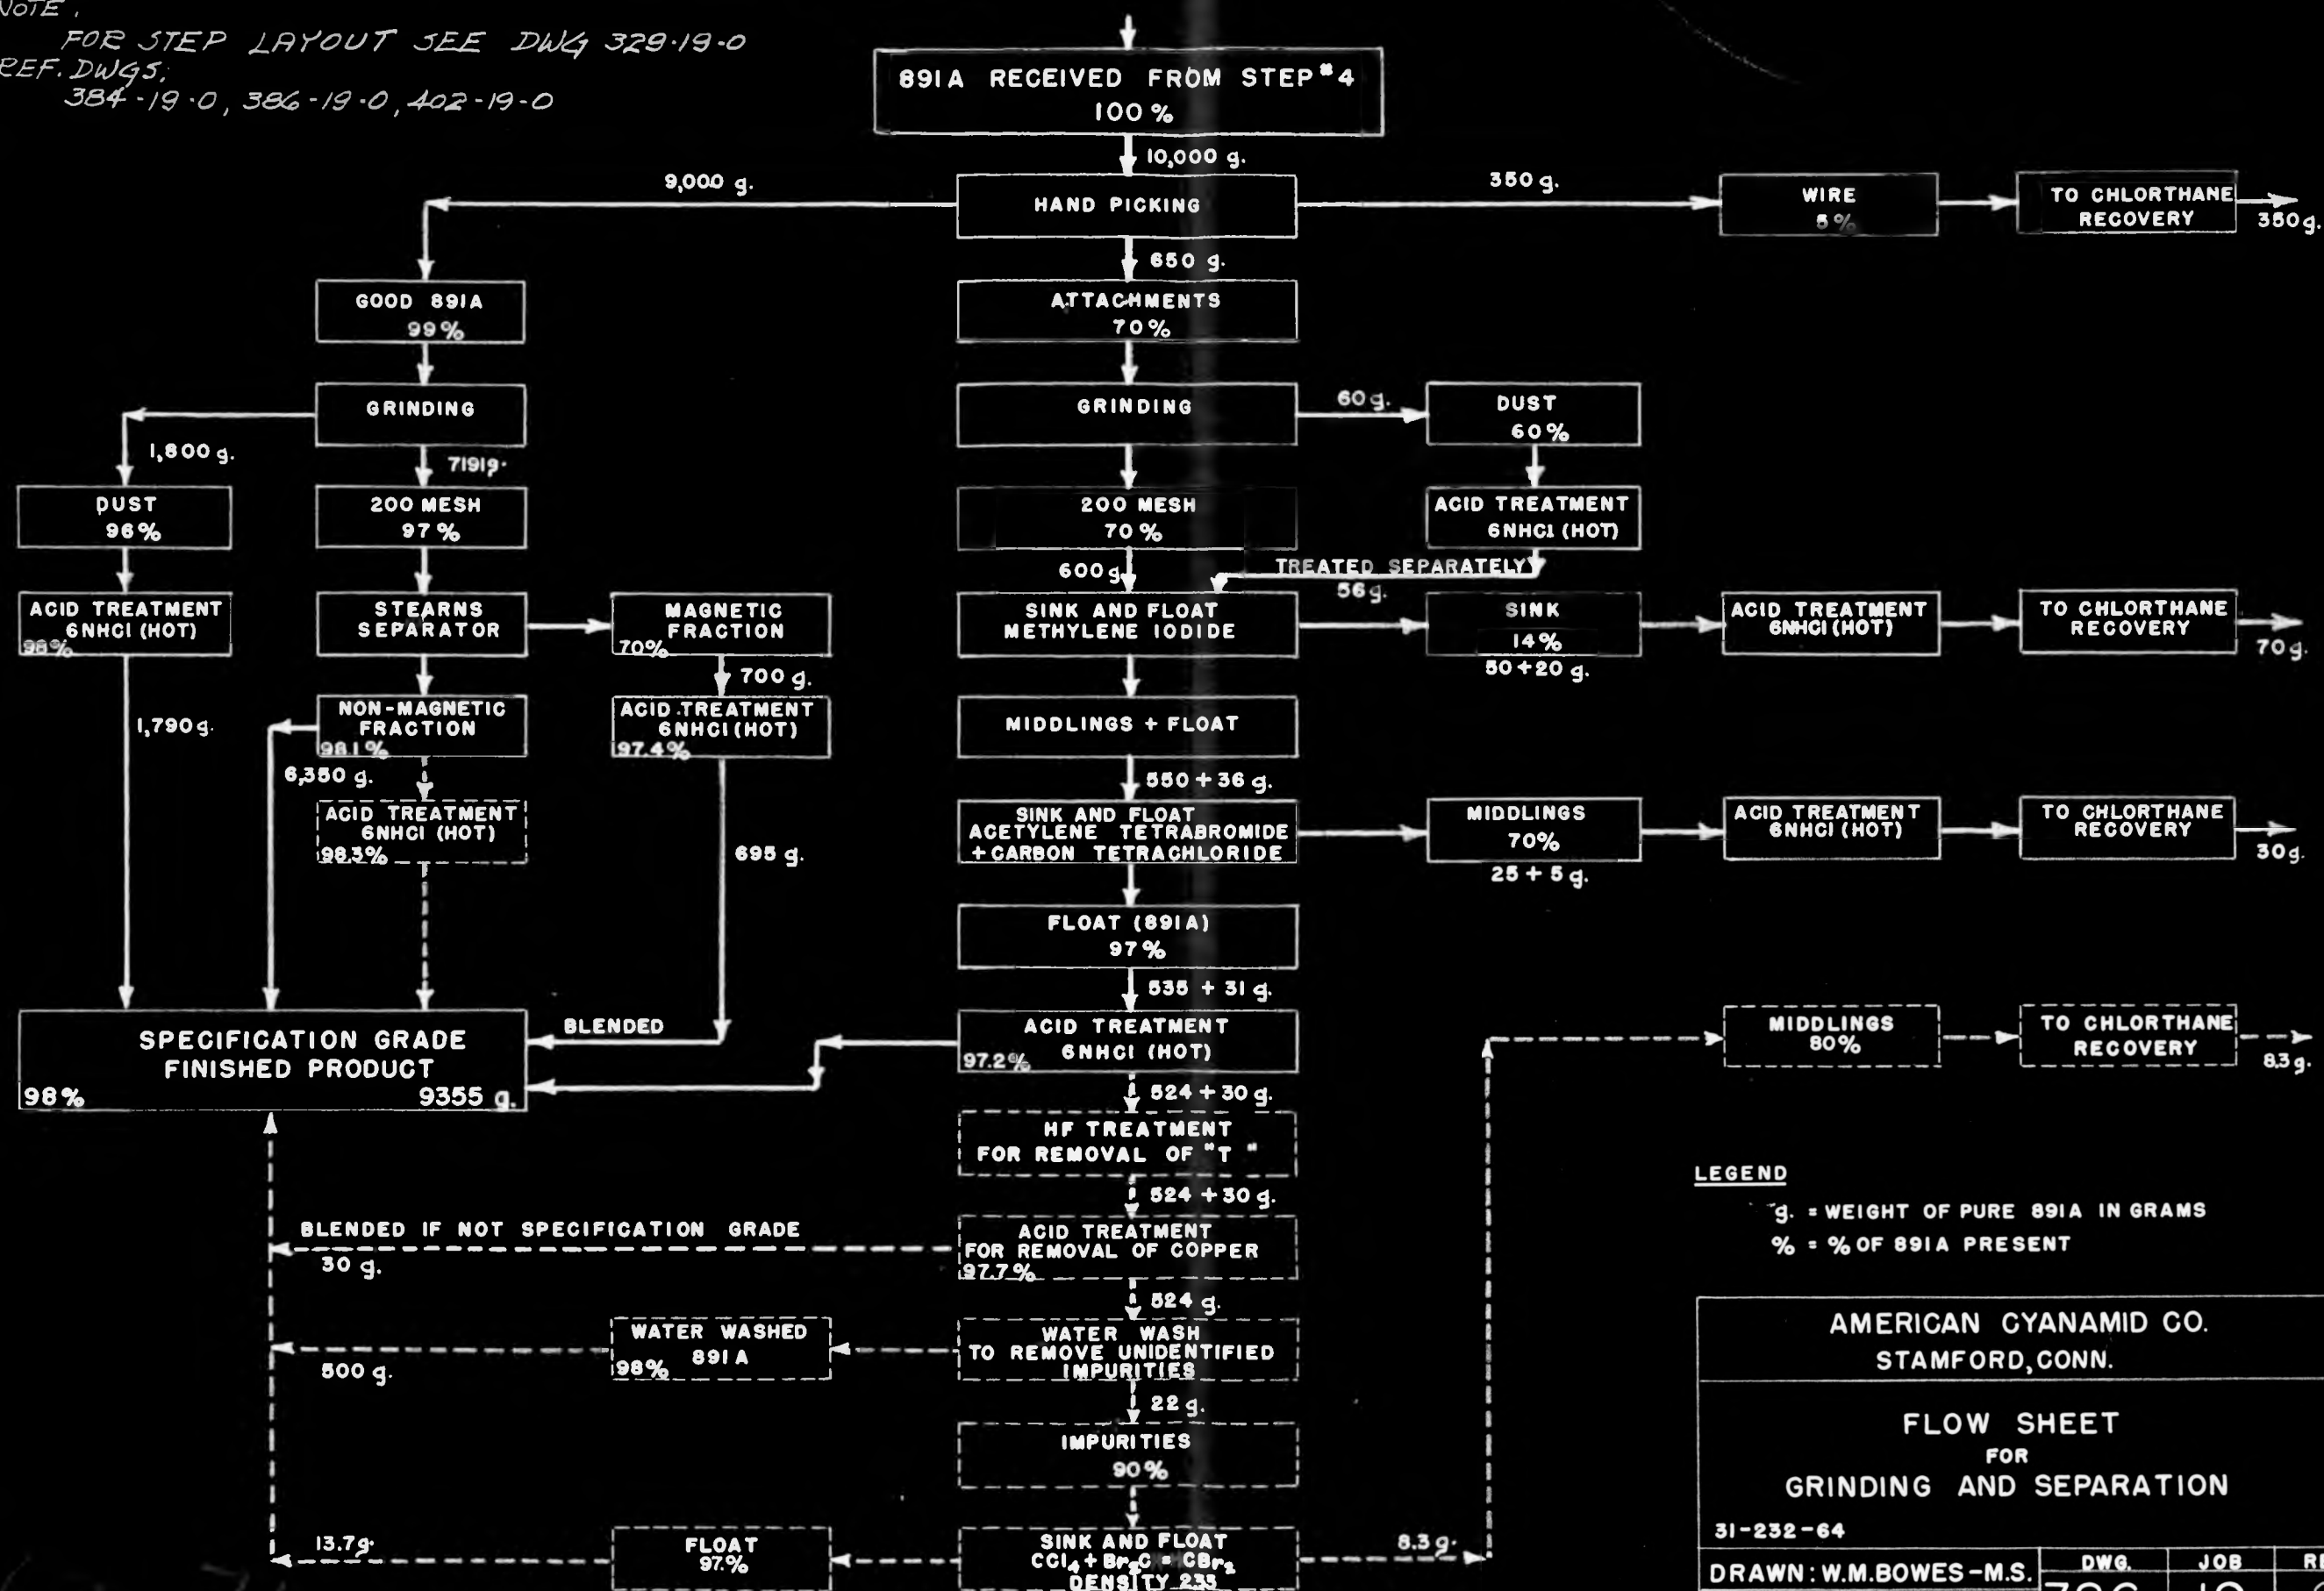 NOTE.
FOR STEP LAYOUT SEE DWG 329-19-0
REF. DWGS;
384-19-0, 386-19-0, 402-19-0
891A RECEIVED FROM STEP #4
100%
10,000 g.
9,000 g.
HAND PICKING
350 g.
WIRE
5%
TO CHLORTHANE
RECOVERY
350 g.
650 g.
GOOD 891A
99%
ATTACHMENTS
70%
GRINDING
1,800 g.
7191g.
GRINDING
60 g.
DUST
60%
DUST
96%
200 MESH
97%
200 MESH
70%
ACID TREATMENT
6NHCl (HOT)
600 g
TREATED SEPARATELY
56 g.
ACID TREATMENT
6NHCl (HOT)
98%
STEARNS
SEPARATOR
MAGNETIC
FRACTION
70%
SINK AND FLOAT
METHYLENE IODIDE
SINK
14%
50+20 g.
ACID TREATMENT
6NHCl (HOT)
TO CHLORTHANE
RECOVERY
70 g.
700 g.
1,790 g.
NON-MAGNETIC
FRACTION
98.1%
ACID TREATMENT
6NHCl (HOT)
97.4%
MIDDLINGS + FLOAT
6,350 g.
550 + 36 g.
ACID TREATMENT
6NHCl (HOT)
98.3%
695 g.
SINK AND FLOAT
ACETYLENE TETRABROMIDE
+ CARBON TETRACHLORIDE
MIDDLINGS
70%
25 + 5 g.
ACID TREATMENT
6NHCl (HOT)
TO CHLORTHANE
RECOVERY
30 g.
FLOAT (891A)
97%
535 + 31 g.
SPECIFICATION GRADE
FINISHED PRODUCT
98% 9355 g.
BLENDED
ACID TREATMENT
6NHCl (HOT)
97.2%
MIDDLINGS
80%
TO CHLORTHANE
RECOVERY
8.3 g.
524 + 30 g.
HF TREATMENT
FOR REMOVAL OF "T "
524 + 30 g.
BLENDED IF NOT SPECIFICATION GRADE
30 g.
ACID TREATMENT
FOR REMOVAL OF COPPER
97.7%
524 g.
WATER WASHED
891A
98%
500 g.
WATER WASH
TO REMOVE UNIDENTIFIED
IMPURITIES
22 g.
IMPURITIES
90%
13.7g.
FLOAT
97%
SINK AND FLOAT
CCl4 + Br2C = CBr2
DENSITY 2.33
8.3 g.
LEGEND
g. = WEIGHT OF PURE 891A IN GRAMS
% = % OF 891A PRESENT
AMERICAN CYANAMID CO.
STAMFORD, CONN.
FLOW SHEET
FOR
GRINDING AND SEPARATION
31-232-64
DRAWN: W.M.BOWES-M.S.
DWG. JOB